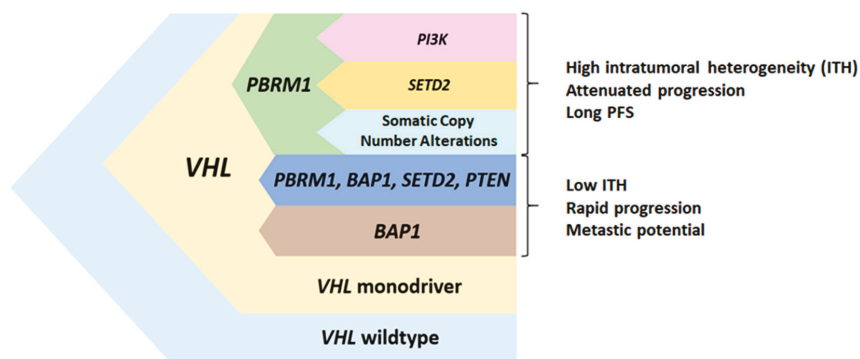 PI3K
PBRM1
SETD2
Somatic Copy
Number Alterations
High intratumoral heterogeneity (ITH)
Attenuated progression
Long PFS
VHL
PBRM1, BAP1, SETD2, PTEN
BAP1
Low ITH
Rapid progression
Metastic potential
VHL monodriver
VHL wildtype